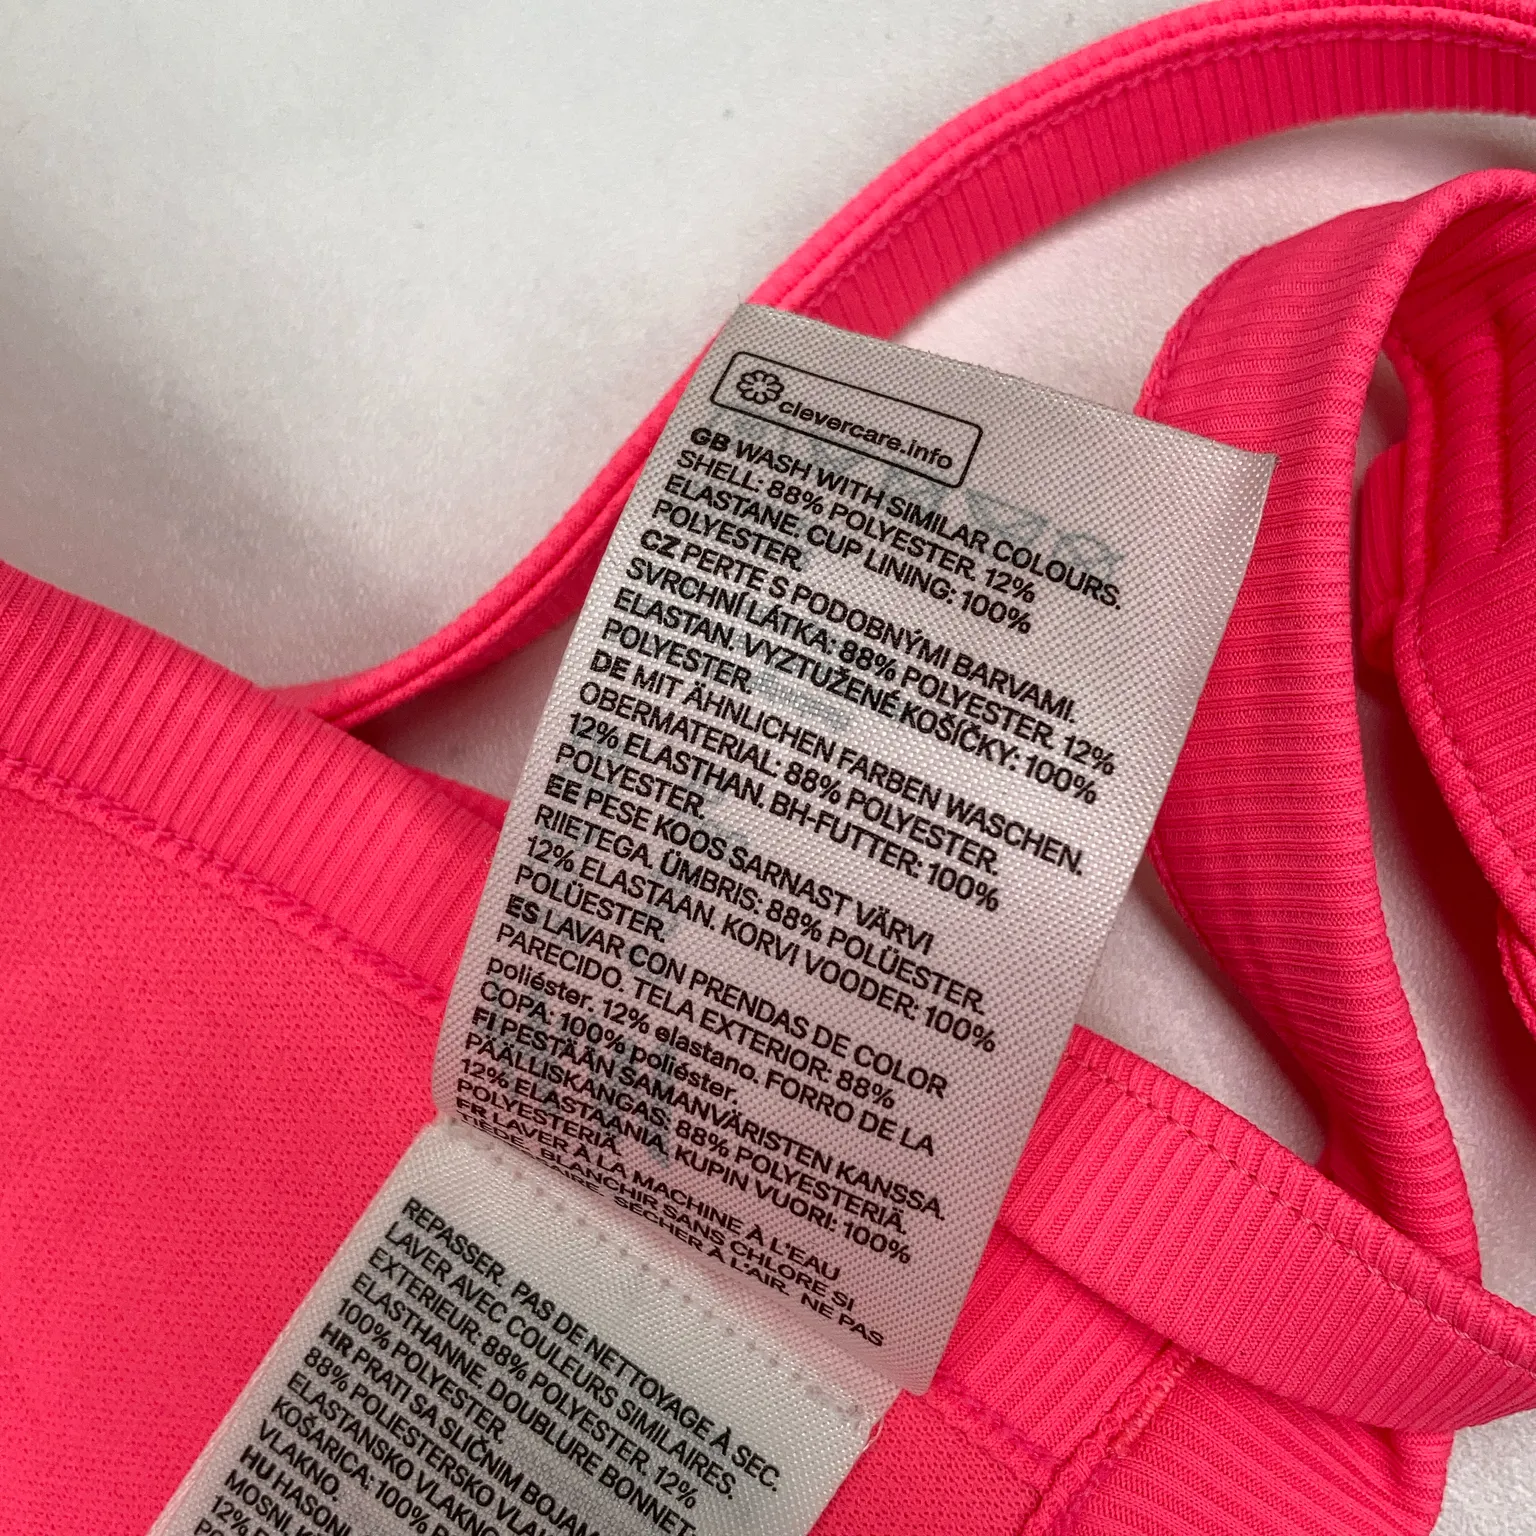 clevercare.info
GB WASH WITH SIMILAR COLOURS.
SHELL: 88% POLYESTER. 12%
ELASTANE. CUP LINING: 100%
POLYESTER.
CZ PERTE S PODOBNÝMI BARVAMI.
SVRCHNÍ LÁTKA: 88% POLYESTER. 12%
ELASTAN. VYZTUŽENÉ KOŠÍČKY: 100%
POLYESTER.
DE MIT ÄHNLICHEN FARBEN WASCHEN.
OBERMATERIAL: 88% POLYESTER.
12% ELASTHAN. BH-FUTTER: 100%
POLYESTER.
EE PESE KOOS SARNAST VÄRVI
RIIETEGA. ÜMBRIS: 88% POLÜESTER.
12% ELASTAAN. KORVI VOODER: 100%
POLÜESTER.
ES LAVAR CON PRENDAS DE COLOR
PARECIDO. TELA EXTERIOR: 88%
poliéster. 12% elastano. FORRO DE LA
COPA: 100% poliéster.
FI PESTÄÄN SAMANVÄRISTEN KANSSA.
PÄÄLLISKANGAS: 88% POLYESTERIÄ.
12% ELASTAANIA. KUPIN VUORI: 100%
POLYESTERIÄ.
FR LAVER À LA MACHINE À L'EAU
TIÈDE. BLANCHIR SANS CHLORE SI
SÉCHER À L'AIR. NE PAS
REPASSER. PAS DE NETTOYAGE À SEC.
LAVER AVEC COULEURS SIMILAIRES.
EXTERIEUR: 88% POLYESTER. 12%
ELASTHANNE. DOUBLURE BONNET:
100% POLYESTER.
HR PRATI SA SLIČNIM BOJAM
88% POLIESTERSKO VLA
ELASTANSKO VLAKNO
KOŠARICA: 100% P
VLAKNO.
HU HASONL
MOSNI. K
12% P
PO